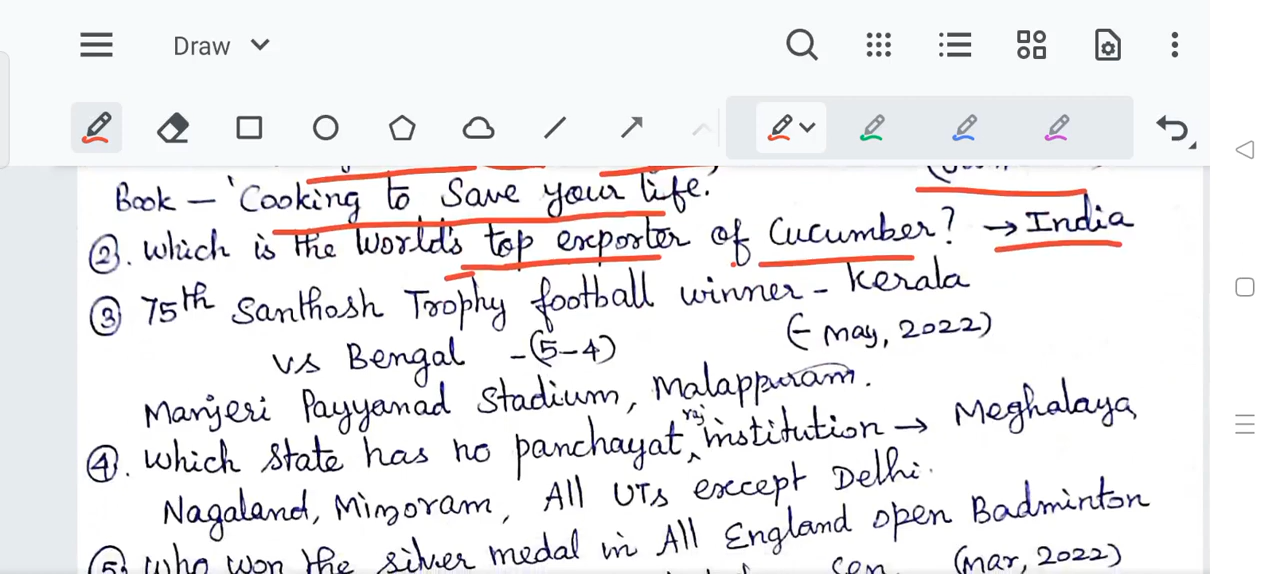 Draw
Book - 'Cooking to Save your life.'
②. Which is the World's top exporter of Cucumber? → India
③ 75th Santhosh Trophy football winner - Kerala
vs Bengal - (5-4) (- May, 2022)
Manjeri Payyanad Stadium, Malappuram.
④. Which State has no panchayat raj institution → Meghalaya,
Nagaland, Mizoram, All UTs except Delhi.
⑤. Who won the silver medal in All England open Badminton
Sen (Mar, 2022)